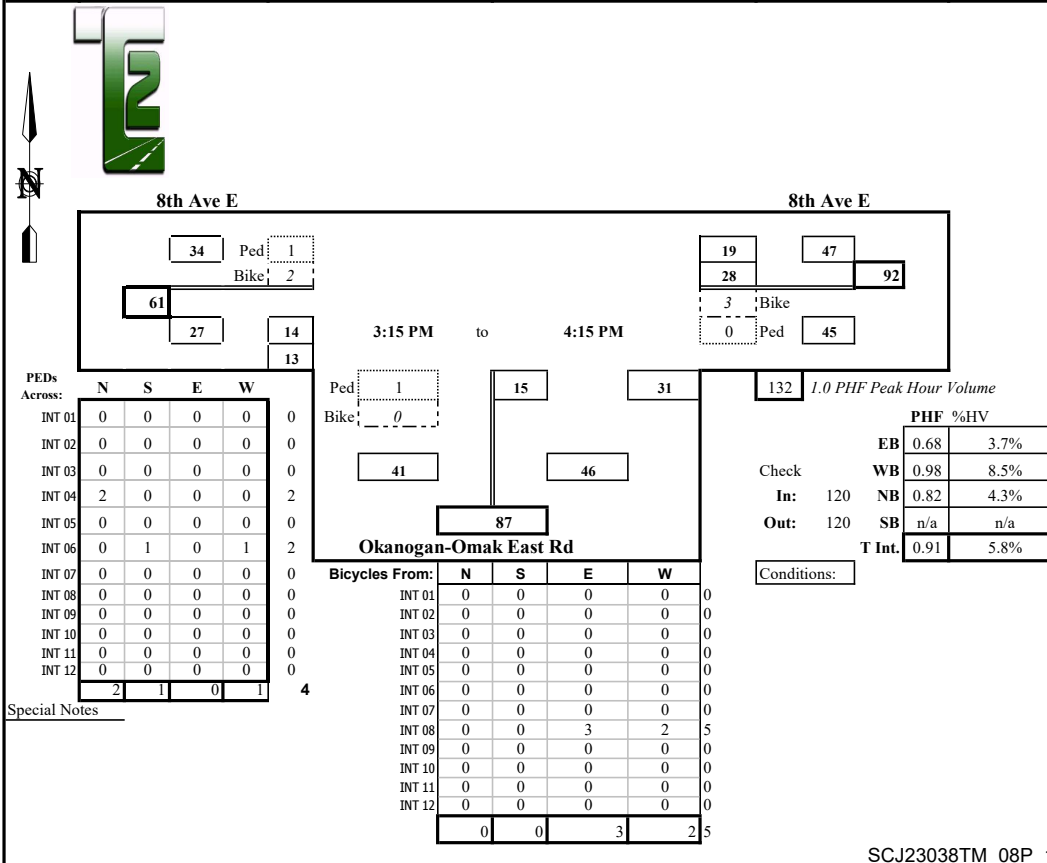 T2
N
8th Ave E 8th Ave E
34 Ped 1 19 47
Bike 2 28 92
61 3 Bike
27 14 3:15 PM to 4:15 PM 0 Ped 45
13
PEDs Across: N S E W Ped 1 15 31 132 1.0 PHF Peak Hour Volume
INT 01 0 0 0 0 0 Bike 0 PHF %HV
INT 02 0 0 0 0 0 EB 0.68 3.7%
INT 03 0 0 0 0 0 41 46 Check WB 0.98 8.5%
INT 04 2 0 0 0 2 In: 120 NB 0.82 4.3%
INT 05 0 0 0 0 0 87 Out: 120 SB n/a n/a
INT 06 0 1 0 1 2 Okanogan-Omak East Rd T Int. 0.91 5.8%
INT 07 0 0 0 0 0 Bicycles From: N S E W Conditions:
INT 08 0 0 0 0 0 INT 01 0 0 0 0 0
INT 09 0 0 0 0 0 INT 02 0 0 0 0 0
INT 10 0 0 0 0 0 INT 03 0 0 0 0 0
INT 11 0 0 0 0 0 INT 04 0 0 0 0 0
INT 12 0 0 0 0 0 INT 05 0 0 0 0 0
2 1 0 1 4 INT 06 0 0 0 0 0
Special Notes INT 07 0 0 0 0 0
INT 08 0 0 3 2 5
INT 09 0 0 0 0 0
INT 10 0 0 0 0 0
INT 11 0 0 0 0 0
INT 12 0 0 0 0 0
0 0 3 2 5
SCJ23038TM_08P